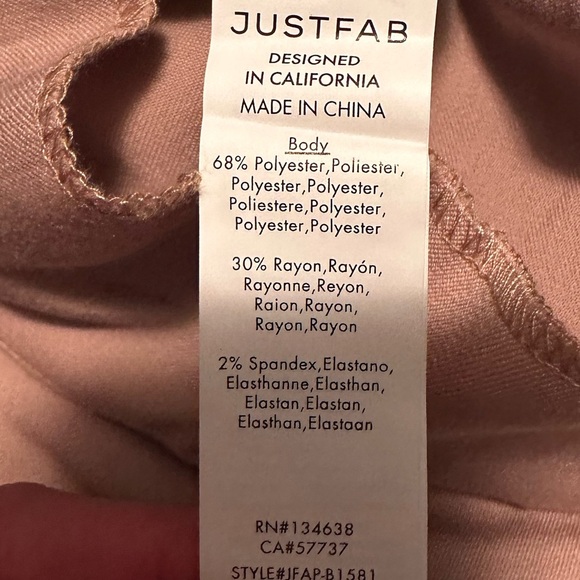 JUSTFAB
DESIGNED
IN CALIFORNIA
MADE IN CHINA
Body
68% Polyester,Poliester,
Polyester,Polyester,
Poliestere,Polyester,
Polyester,Polyester
30% Rayon,Rayón,
Rayonne,Reyon,
Raion,Rayon,
Rayon,Rayon
2% Spandex,Elastano,
Elasthanne,Elasthan,
Elastan,Elastan,
Elasthan,Elastaan
RN#134638
CA#57737
STYLE#JFAP-B1581